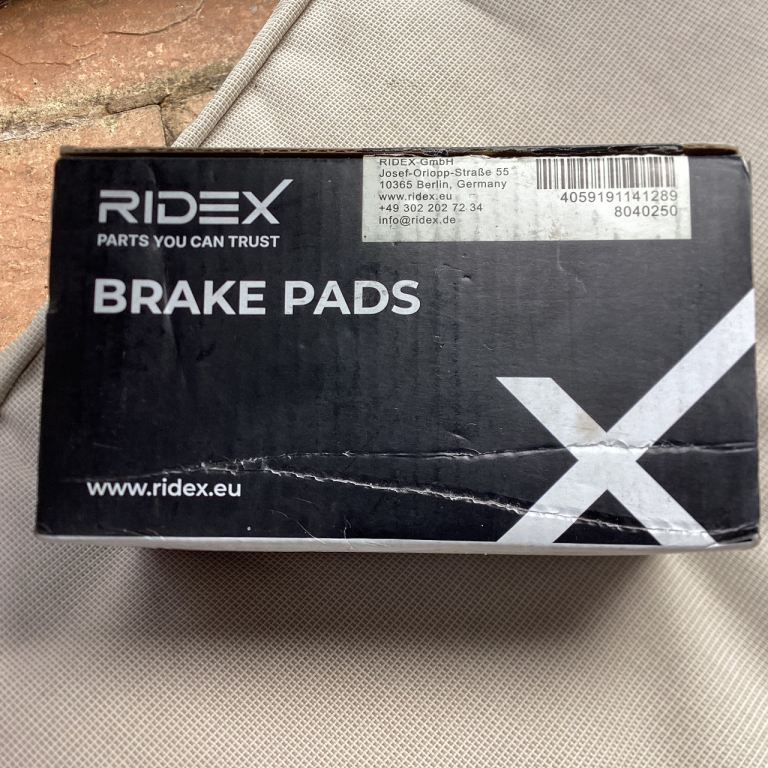 RIDEX
PARTS YOU CAN TRUST
BRAKE PADS
www.ridex.eu
RIDEX GmbH
Josef-Orlopp-Straße 55
10365 Berlin, Germany
www.ridex.eu
+49 302 202 72 34
info@ridex.de
4059191141289
8040250